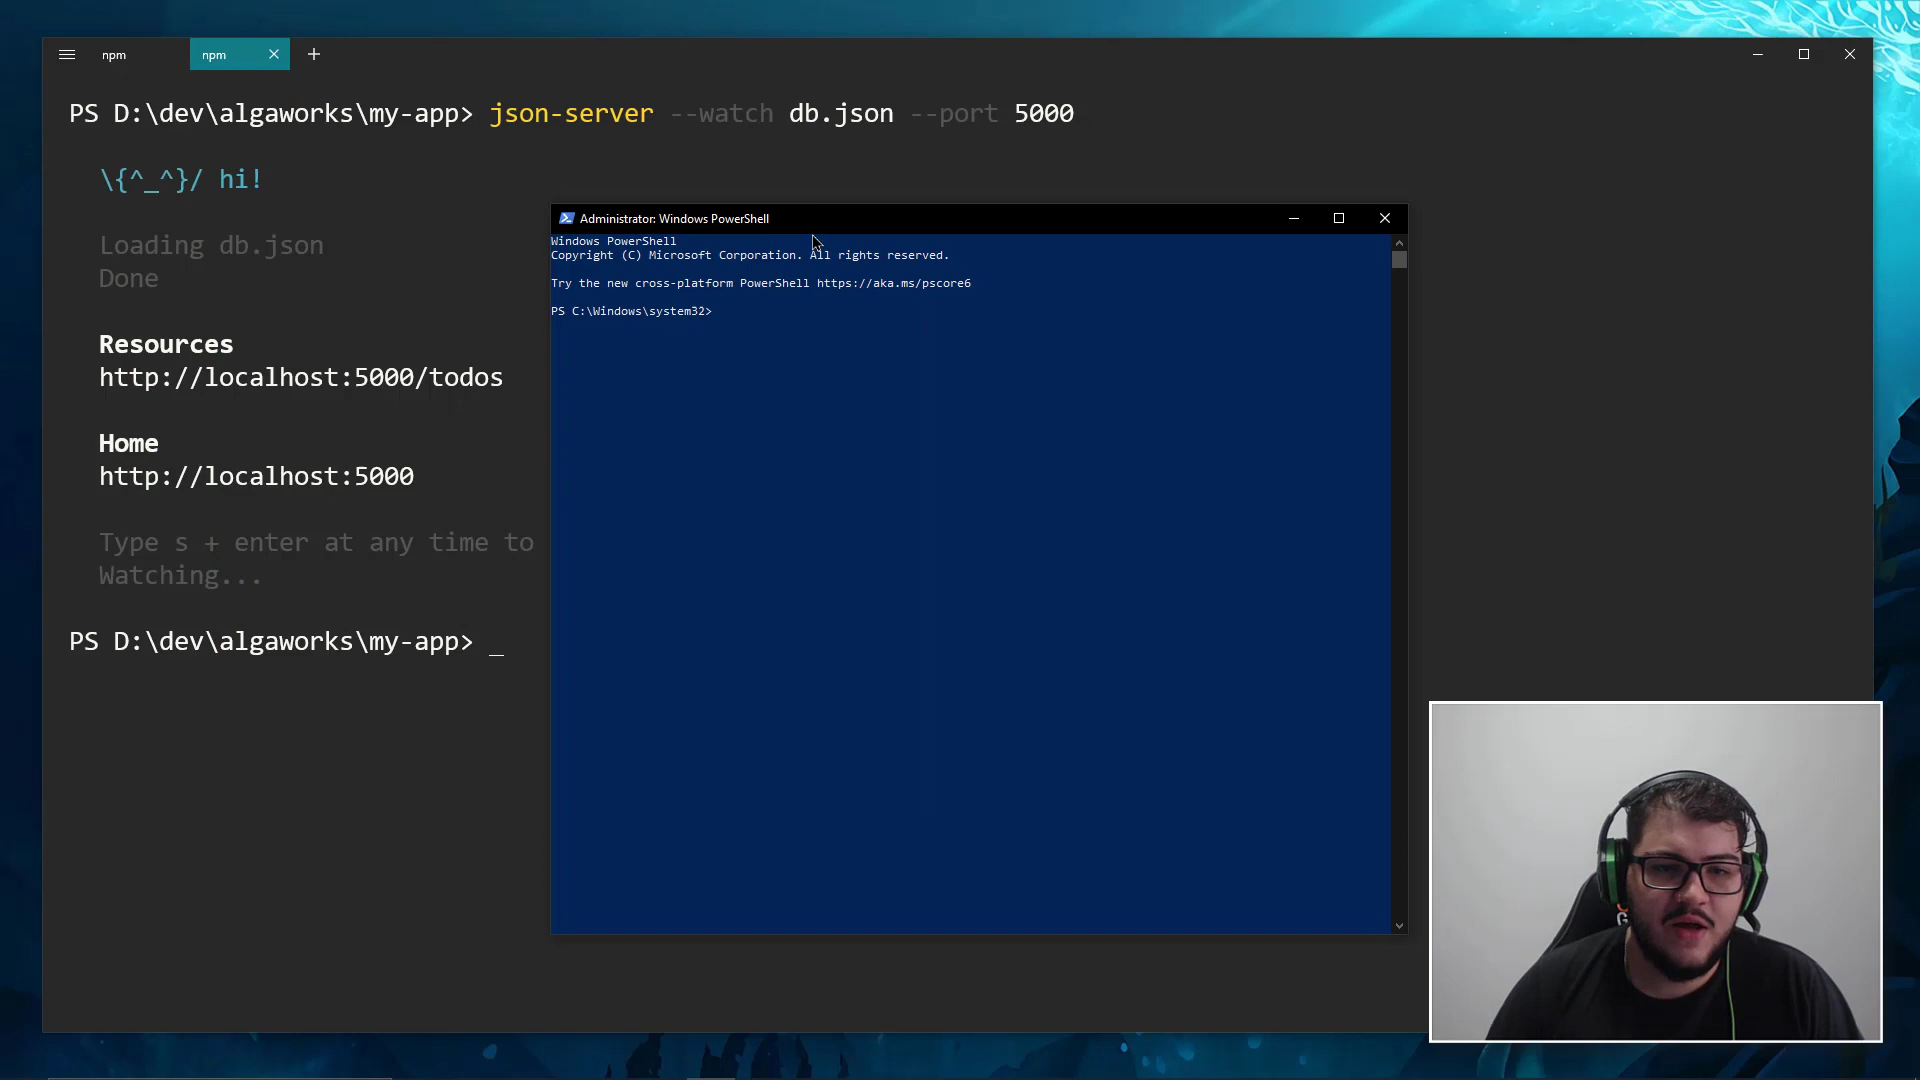 npm
npm
PS D:\dev\algaworks\my-app> json-server --watch db.json --port 5000
\{^_^}/ hi!
Loading db.json
Done
Resources
http://localhost:5000/todos
Home
http://localhost:5000
Type s + enter at any time to
Watching...
PS D:\dev\algaworks\my-app> _
Administrator: Windows PowerShell
Windows PowerShell
Copyright (C) Microsoft Corporation. All rights reserved.
Try the new cross-platform PowerShell https://aka.ms/pscore6
PS C:\Windows\system32>